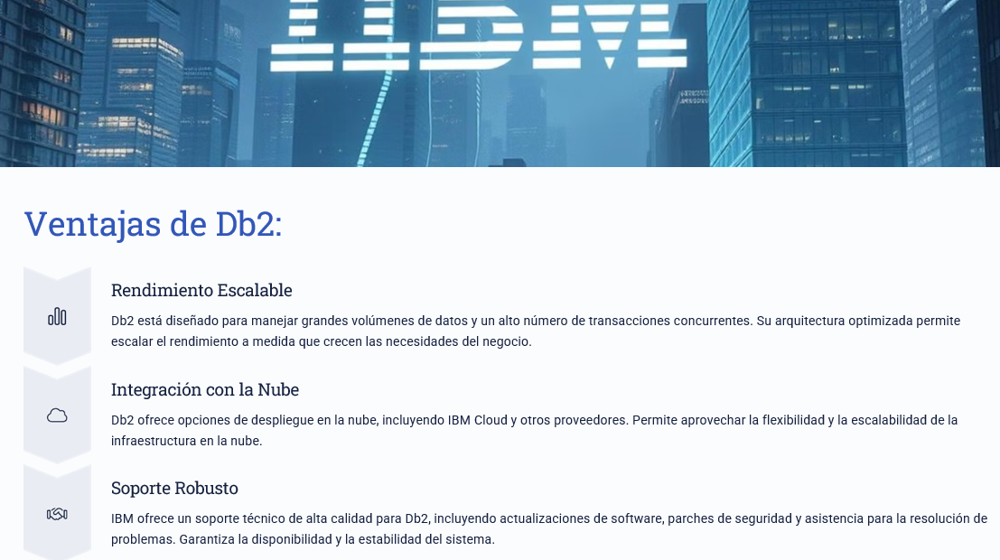 IBM
Ventajas de Db2:
Rendimiento Escalable
Db2 está diseñado para manejar grandes volúmenes de datos y un alto número de transacciones concurrentes. Su arquitectura optimizada permite
escalar el rendimiento a medida que crecen las necesidades del negocio.
Integración con la Nube
Db2 ofrece opciones de despliegue en la nube, incluyendo IBM Cloud y otros proveedores. Permite aprovechar la flexibilidad y la escalabilidad de la
infraestructura en la nube.
Soporte Robusto
IBM ofrece un soporte técnico de alta calidad para Db2, incluyendo actualizaciones de software, parches de seguridad y asistencia para la resolución de
problemas. Garantiza la disponibilidad y la estabilidad del sistema.